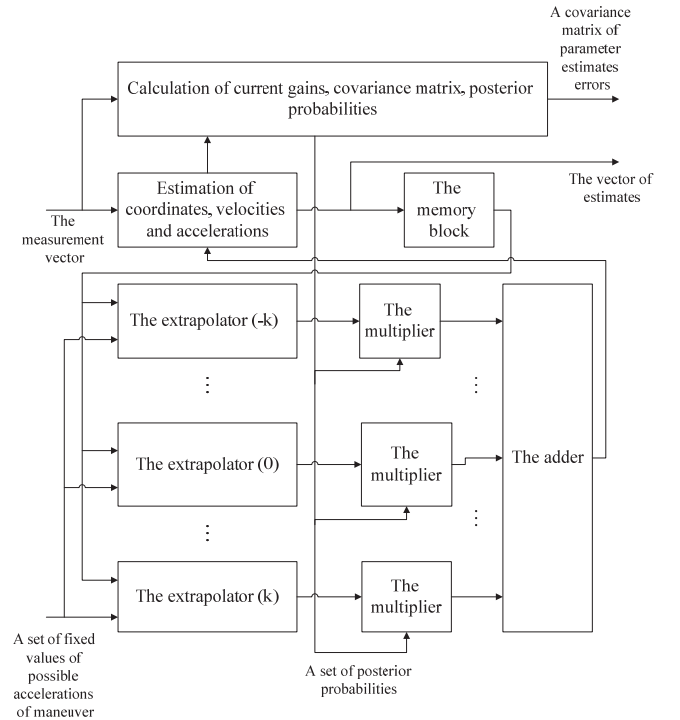 A covariance
matrix of
parameter
estimates
errors
Calculation of current gains, covariance matrix, posterior
probabilities
Estimation of
coordinates, velocities
and accelerations
The
memory
block
The vector of
estimates
The
measurement
vector
The extrapolator (-k)
The
multiplier
⋮
⋮
The extrapolator (0)
The
multiplier
The adder
⋮
⋮
The extrapolator (k)
The
multiplier
A set of fixed
values of
possible
accelerations
of maneuver
A set of posterior
probabilities